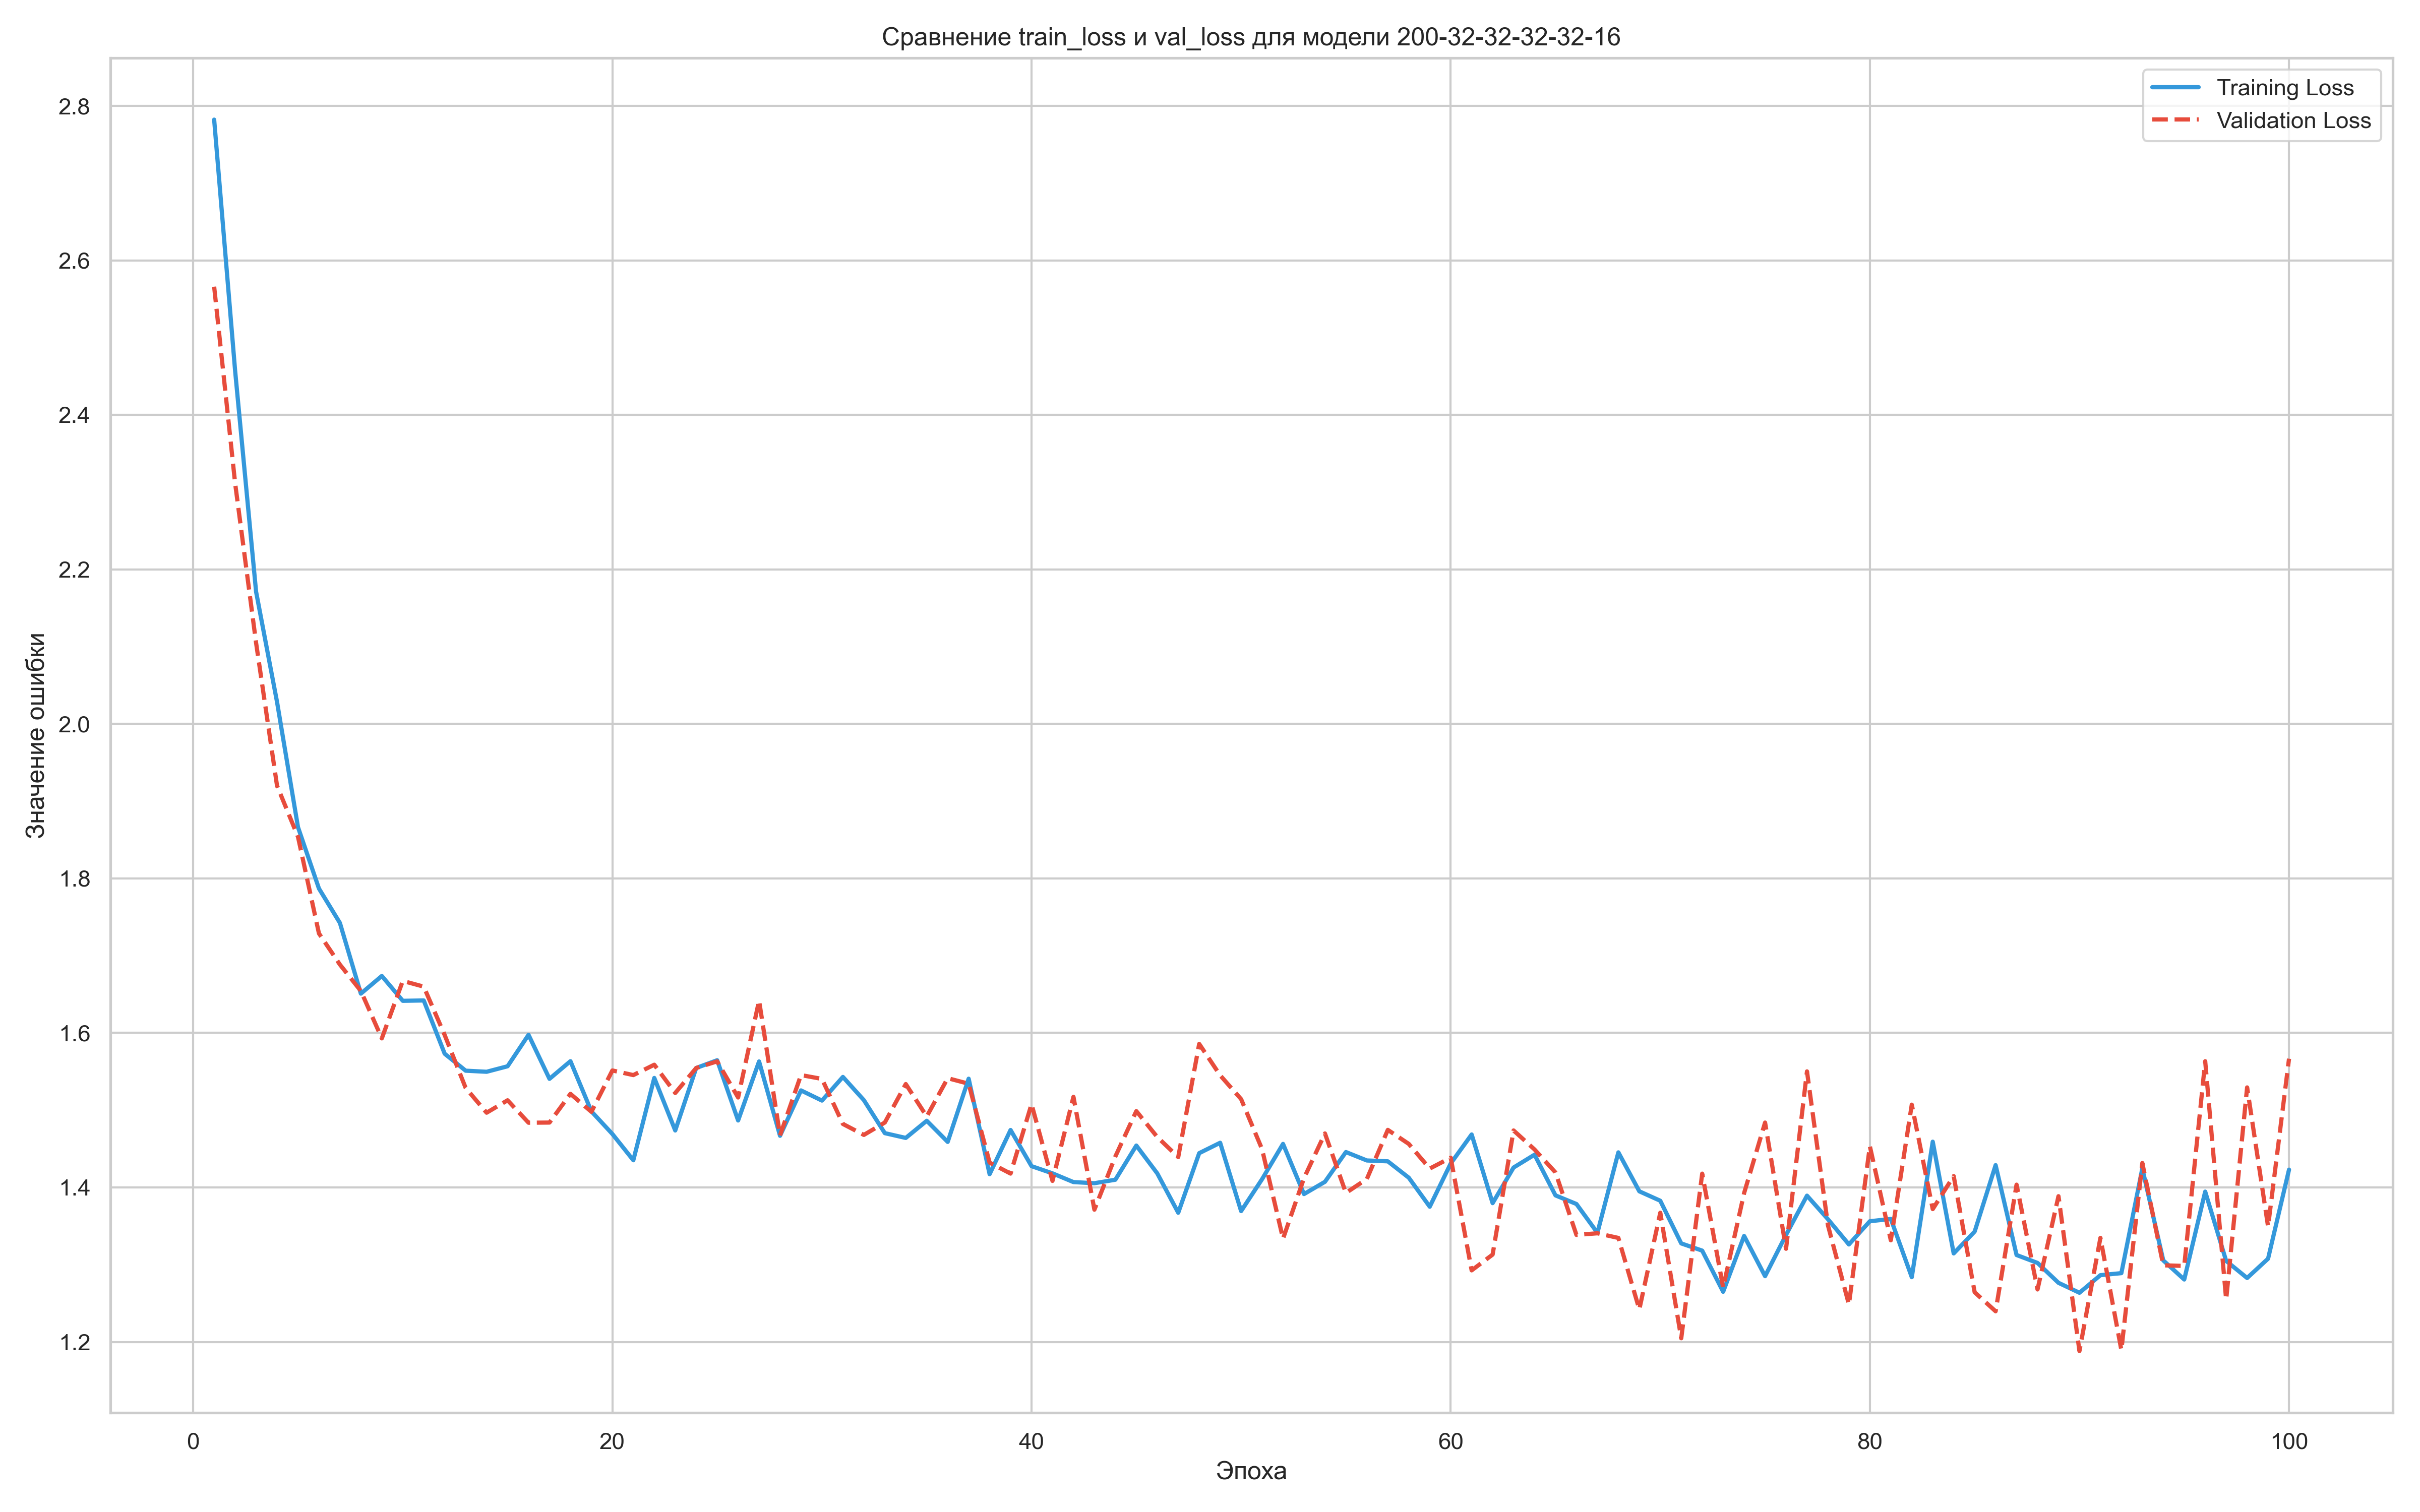 Сравнение train_loss и val_loss для модели 200-32-32-32-32-16
Training Loss
Validation Loss
Значение ошибки
2.8
2.6
2.4
2.2
2.0
1.8
1.6
1.4
1.2
0 20 40 60 80 100
Эпоха